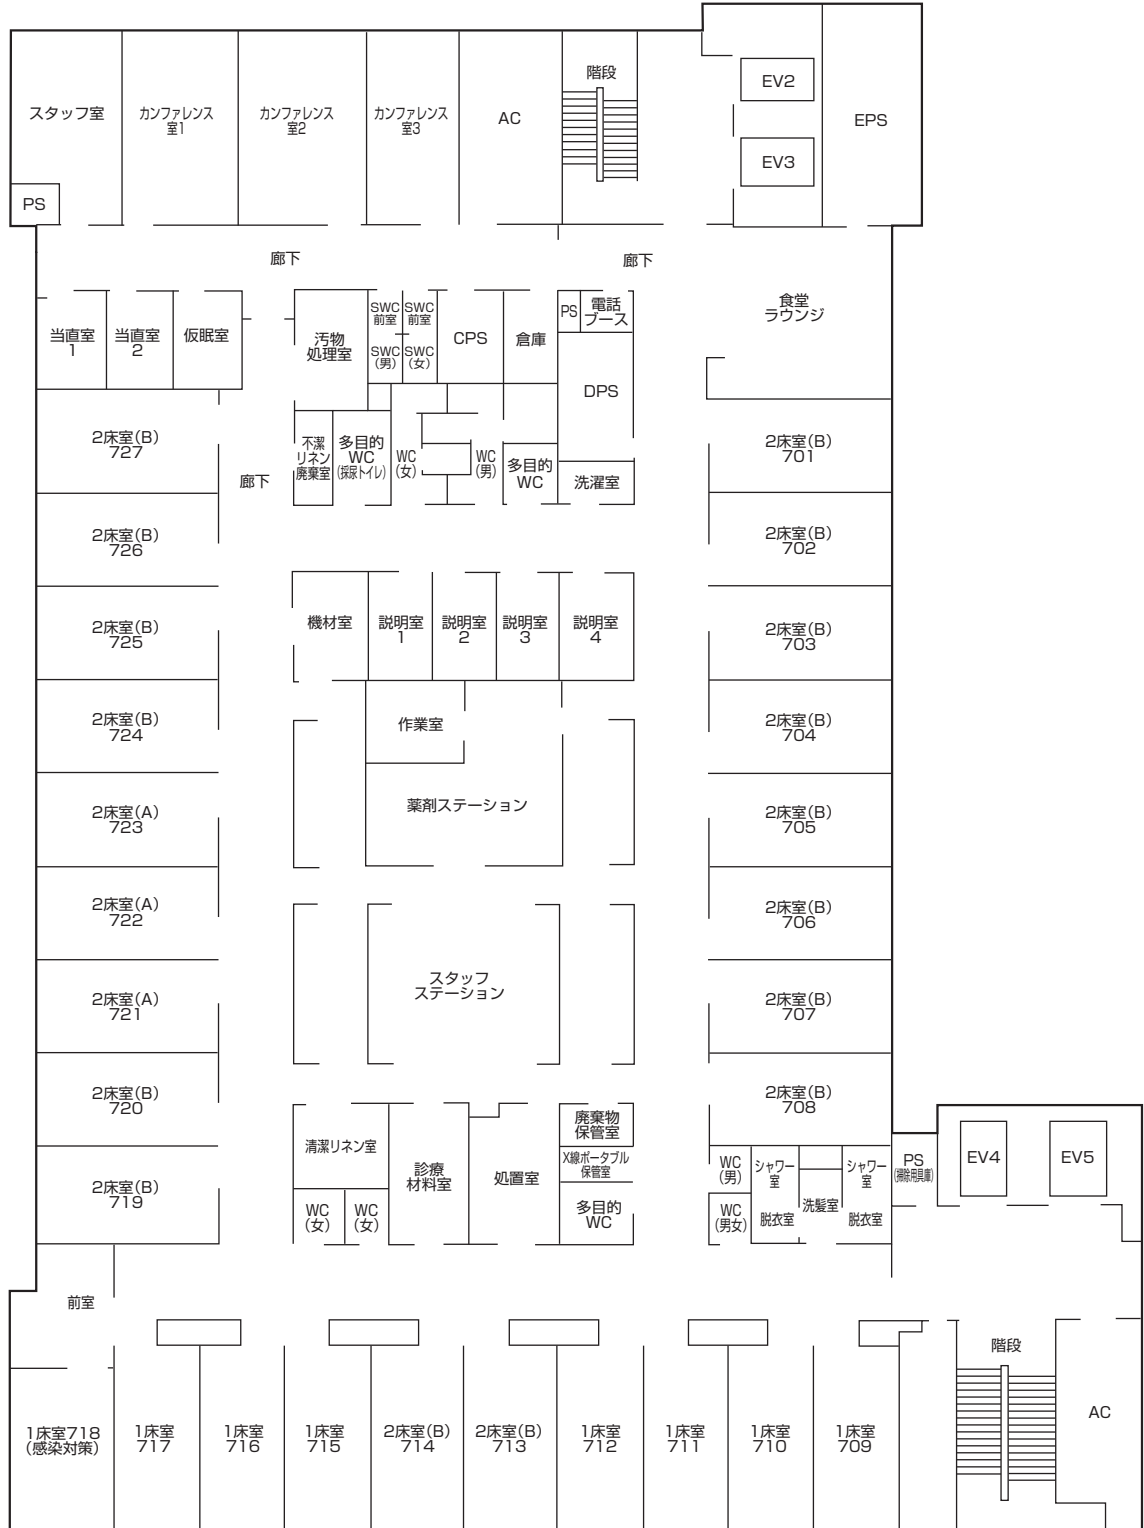 スタッフ室
カンファレンス
室1
カンファレンス
室2
カンファレンス
室3
AC
階段
EV2
EV3
EPS
PS
廊下
廊下
食堂
ラウンジ
当直室
1
当直室
2
仮眠室
汚物
処理室
SWC
前室
SWC
前室
SWC
(男)
SWC
(女)
CPS
倉庫
PS
電話
ブース
DPS
2床室(B)
727
廊下
不潔
リネン
廃棄室
多目的
WC
(採尿トイレ)
WC
(女)
WC
(男)
多目的
WC
洗濯室
2床室(B)
701
2床室(B)
726
2床室(B)
702
2床室(B)
725
機材室
説明室
1
説明室
2
説明室
3
説明室
4
2床室(B)
703
2床室(B)
724
作業室
2床室(B)
704
2床室(A)
723
薬剤ステーション
2床室(B)
705
2床室(A)
722
2床室(B)
706
2床室(A)
721
スタッフ
ステーション
2床室(B)
707
2床室(B)
720
2床室(B)
708
2床室(B)
719
清潔リネン室
WC
(女)
WC
(女)
診療
材料室
処置室
廃棄物
保管室
X線ポータブル
保管室
多目的
WC
WC
(男)
WC
(男女)
シャワー
室
脱衣室
洗髪室
シャワー
室
脱衣室
PS
(掃除用具庫)
EV4
EV5
前室
階段
AC
1床室718
(感染対策)
1床室
717
1床室
716
1床室
715
2床室(B)
714
2床室(B)
713
1床室
712
1床室
711
1床室
710
1床室
709